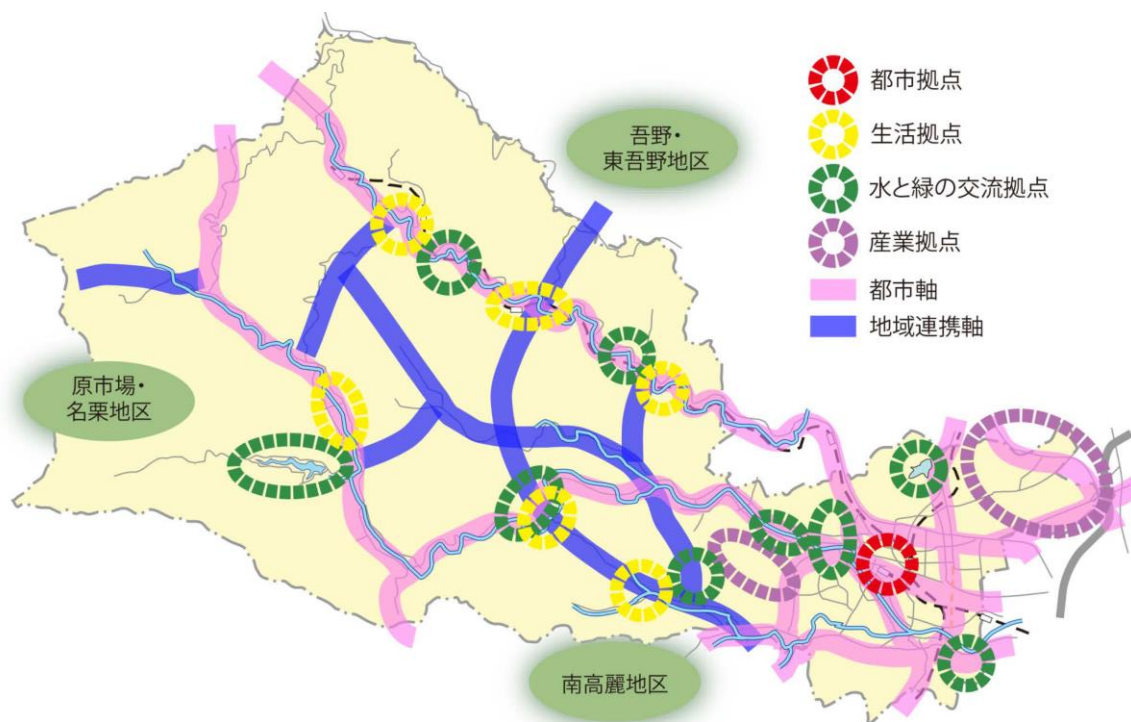 吾野・
東吾野地区
原市場・
名栗地区
南高麗地区
都市拠点
生活拠点
水と緑の交流拠点
産業拠点
都市軸
地域連携軸